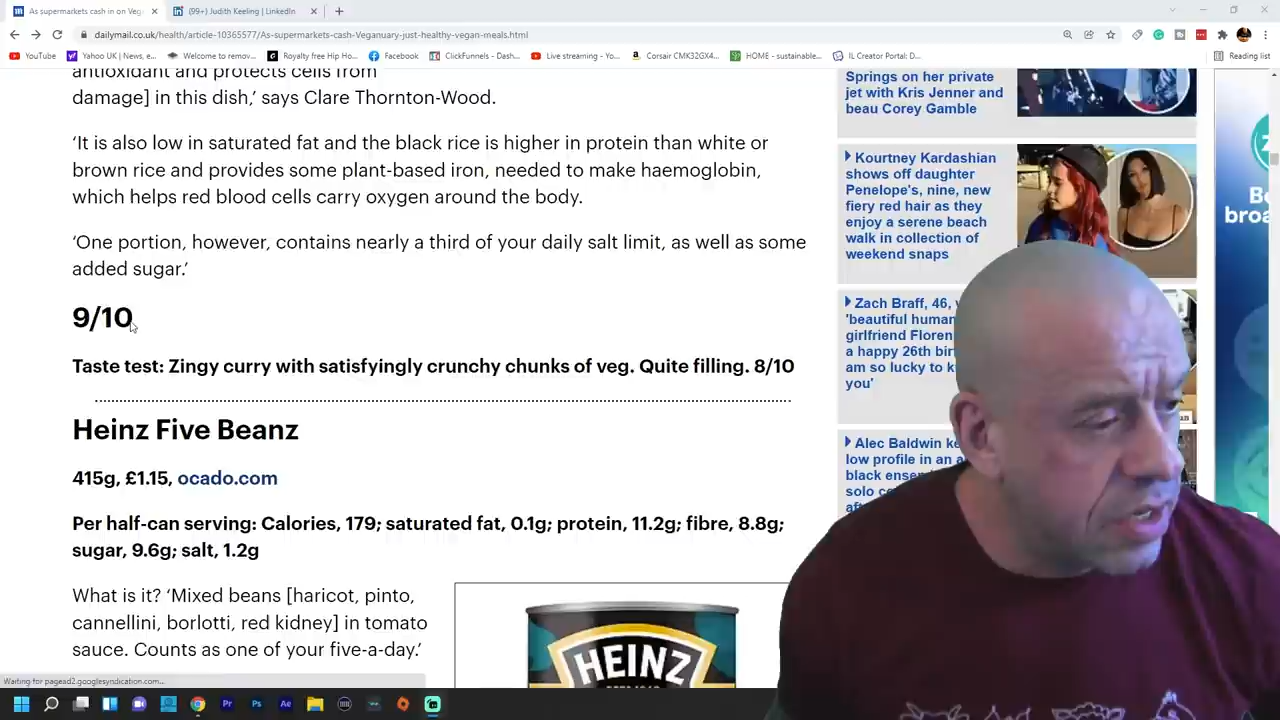 As supermarkets cash in on Veg
(99+) Judith Keeling | LinkedIn
dailymail.co.uk/health/article-10365577/As-supermarkets-cash-Veganuary-just-healthy-vegan-meals.html
YouTube
Yahoo UK | News, e...
Welcome to remov...
Royalty free Hip Ho...
Facebook
ClickFunnels - Dash...
Live streaming - Yo...
Corsair CMK32GX4...
HOME - sustainable...
IL Creator Portal | De...
Reading list
antioxidant and protects cells from
damage] in this dish,’ says Clare Thornton-Wood.
‘It is also low in saturated fat and the black rice is higher in protein than white or
brown rice and provides some plant-based iron, needed to make haemoglobin,
which helps red blood cells carry oxygen around the body.
‘One portion, however, contains nearly a third of your daily salt limit, as well as some
added sugar.’
9/10
Taste test: Zingy curry with satisfyingly crunchy chunks of veg. Quite filling. 8/10
Heinz Five Beanz
415g, £1.15, ocado.com
Per half-can serving: Calories, 179; saturated fat, 0.1g; protein, 11.2g; fibre, 8.8g;
sugar, 9.6g; salt, 1.2g
What is it? ‘Mixed beans [haricot, pinto,
cannellini, borlotti, red kidney] in tomato
sauce. Counts as one of your five-a-day.’
HEINZ
Springs on her private
jet with Kris Jenner and
beau Corey Gamble
Kourtney Kardashian
shows off daughter
Penelope's, nine, new
fiery red hair as they
enjoy a serene beach
walk in collection of
weekend snaps
Zach Braff, 46,
'beautiful human
girlfriend Floren
a happy 26th bir
am so lucky to k
you'
Alec Baldwin ke
low profile in an
black ense
solo
Waiting for pagead2.googlesyndication.com...